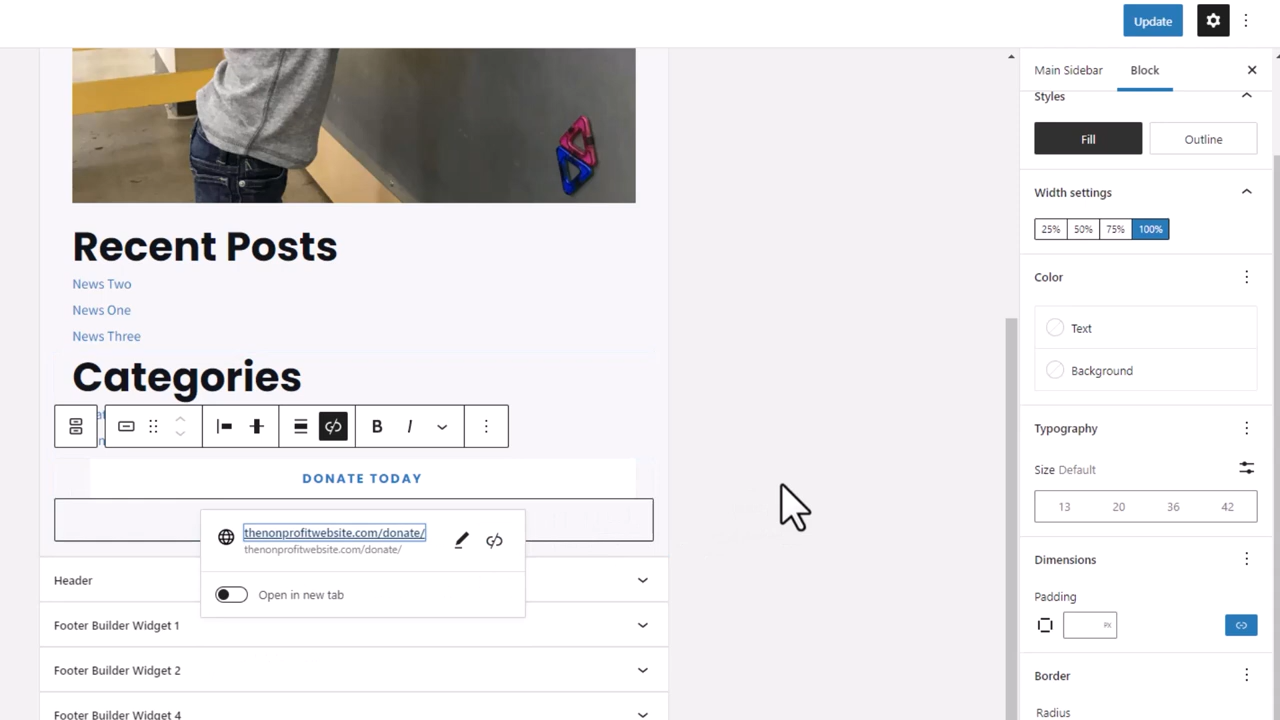 Update
Main Sidebar
Block
Styles
Fill
Outline
Width settings
25%
50%
75%
100%
Color
Text
Background
Typography
Size Default
13
20
36
42
Dimensions
Padding
PX
Border
Radius
Recent Posts
News Two
News One
News Three
Categories
B
I
DONATE TODAY
thenonprofitwebsite.com/donate/
thenonprofitwebsite.com/donate/
Open in new tab
Header
Footer Builder Widget 1
Footer Builder Widget 2
Footer Builder Widget 4